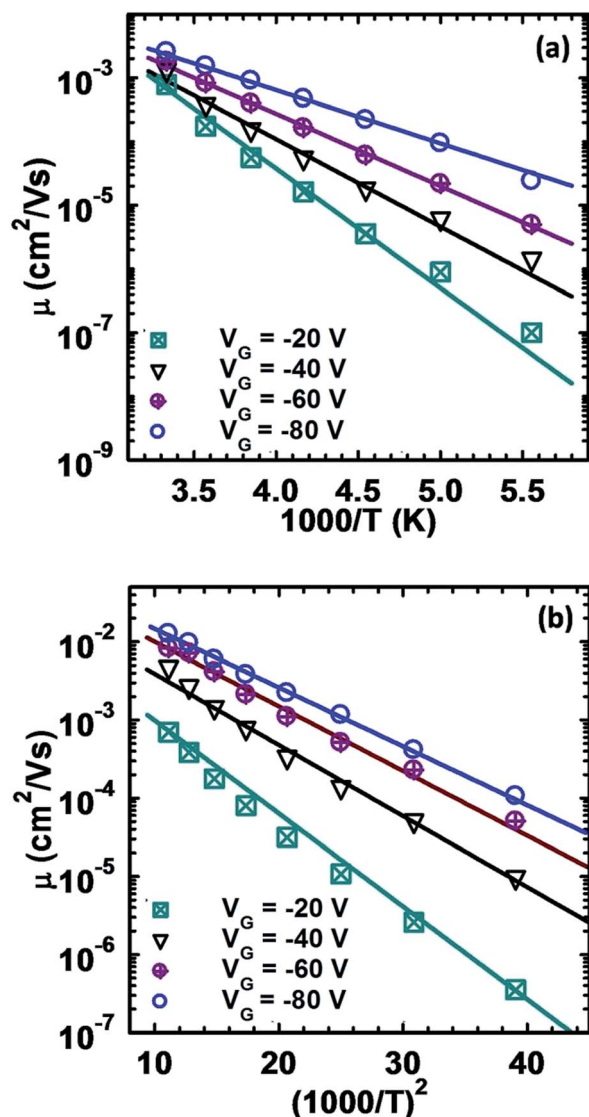 (a)
10⁻³
10⁻⁵
10⁻⁷
10⁻⁹
μ (cm²/Vs)
V_G = -20 V
V_G = -40 V
V_G = -60 V
V_G = -80 V
3.5 4.0 4.5 5.0 5.5
1000/T (K)
(b)
10⁻²
10⁻³
10⁻⁴
10⁻⁵
10⁻⁶
10⁻⁷
μ (cm²/Vs)
V_G = -20 V
V_G = -40 V
V_G = -60 V
V_G = -80 V
10 20 30 40
(1000/T)²